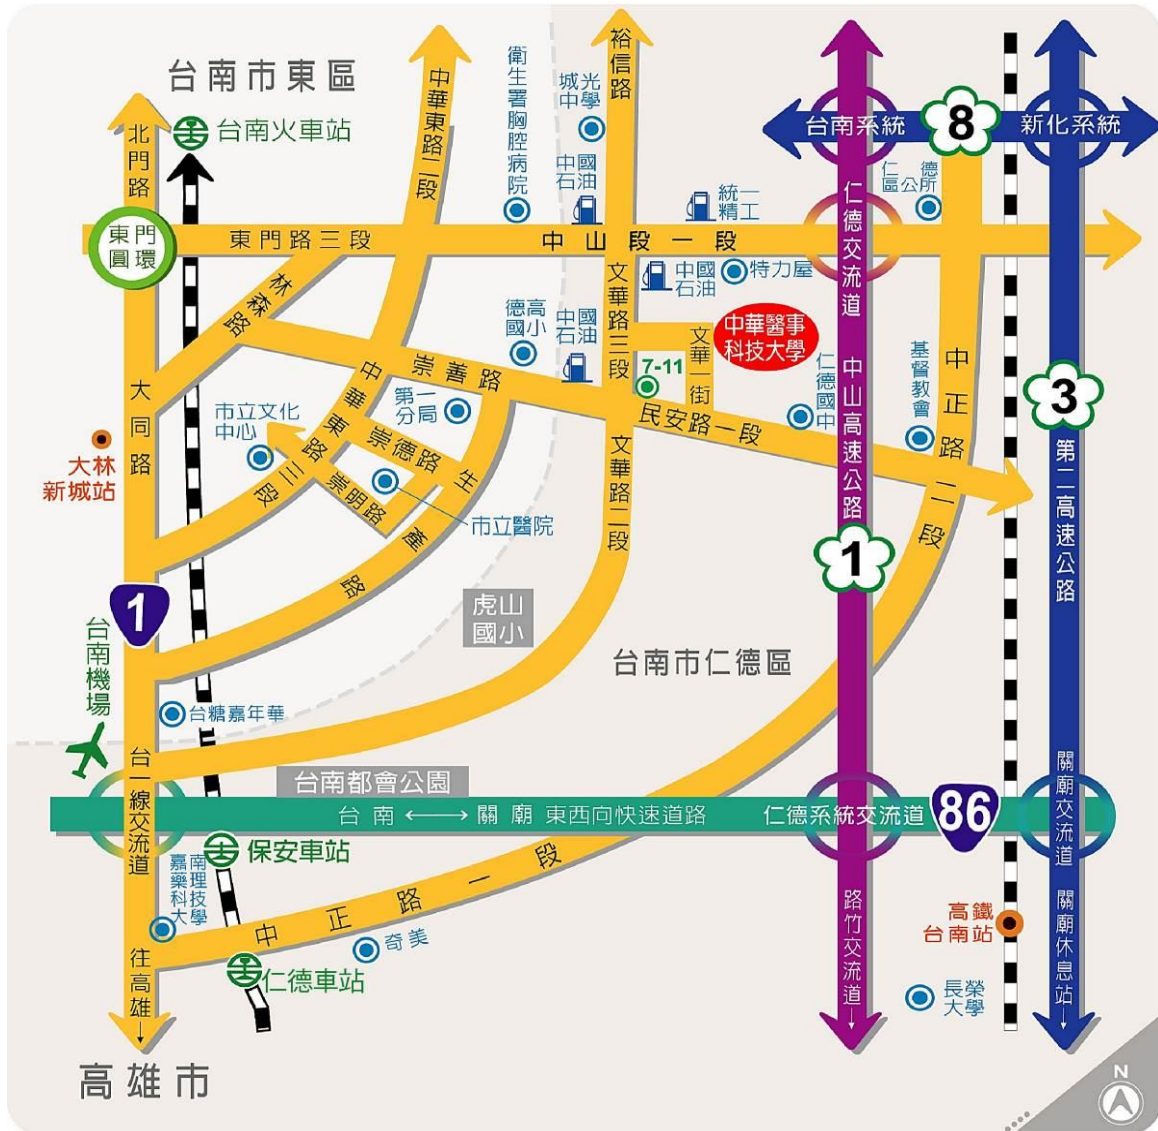 台南市東區
北門路
台南火車站
中華東路二段
衛生署胸腔病院
城光
中學
裕信路
台南系統
8
新化系統
中國
石油
統一
精工
仁德
區公所
東門
圓環
東門路三段
中山段一段
仁德交流道
林森路
文華路三段
中國
石油
特力屋
德高
國小
中國
石油
中華醫事
科技大學
文華一街
7-11
大同路
中華東路三段
崇善路
第一
分局
民安路一段
仁德
國中
中山高速公路
基督教會
中正路二段
3
第二高速公路
市立文化
中心
崇德路
崇明路
生產路
市立醫院
大林
新城站
文華路二段
1
1
虎山
國小
台南市仁德區
台南機場
台糖嘉年華
台一線交流道
台南都會公園
台南 ←→ 關廟 東西向快速道路
仁德系統交流道
86
關廟交流道
保安車站
嘉南
藥理
科技
大學
中正路一段
奇美
仁德車站
往高雄↓
路竹交流道↓
高鐵
台南站
長榮
大學
關廟休息站↓
高雄市
N